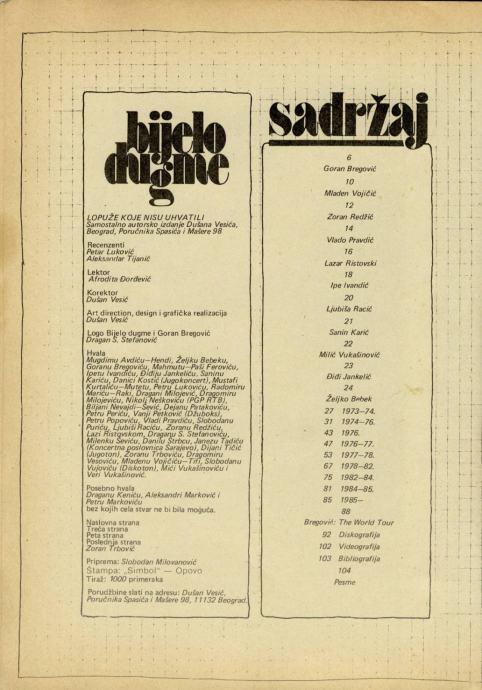 bijelo
dugme
LOPUŽE KOJE NISU UHVATILI
Samostalno autorsko izdanje Dušana Vesića,
Beograd, Poručnika Spasića i Mašere 98
Recenzenti
Petar Luković
Aleksandar Tijanić
Lektor
Afrodita Đorđević
Korektor
Dušan Vesić
Art direction, design i grafička realizacija
Dušan Vesić
Logo Bijelo dugme i Goran Bregović
Dragan S. Stefanović
Hvala
Mugdimu Avdiću—Hendi, Željku Bebeku,
Goranu Bregoviću, Mahmutu—Paši Feroviću,
Ipetu Ivandiću, Điđiju Jankeliću, Saninu
Kariću, Danici Kostić (Jugokoncert), Mustafi
Kurtaliću—Mutetu, Petru Lukoviću, Radomiru
Mariću—Raki, Dragani Milojević, Dragomiru
Milojeviću, Nikoli Neškoviću (PGP RTB),
Biljani Nevajdi—Sević, Dejanu Patakoviću,
Petru Periću, Vanji Petković (Džuboks),
Petru Popoviću, Vladi Pravdiću, Slobodanu
Puriću, Ljubiši Raciću, Zoranu Redžiću,
Lazi Ristovskom, Draganu S. Stefanoviću,
Milenku Seviću, Danilu Štrbcu, Janezu Tadiću
(Koncertna poslovnica Sarajevo), Dijani Tičić
(Jugoton), Zoranu Trboviću, Dragomiru
Vesoviću, Mladenu Vojičiću—Tifi, Slobodanu
Vujoviću (Diskoton), Mići Vukašinoviću i
Veri Vukašinović.
Posebno hvala
Draganu Keniću, Aleksandri Marković i
Petru Markoviću
bez kojih cela stvar ne bi bila moguća.
Naslovna strana
Treća strana
Peta strana
Poslednja strana
Zoran Trbović
Priprema: Slobodan Milovanović
Štampa: „Simbol" — Opovo
Tiraž: 1000 primerska
Porudžbine slati na adresu: Dušan Vesić,
Poručnika Spasića i Mašere 98, 11132 Beograd.
sadržaj
6
Goran Bregović
10
Mladen Vojičić
12
Zoran Redžić
14
Vlado Pravdić
16
Lazar Ristovski
18
Ipe Ivandić
20
Ljubiša Racić
21
Sanin Karić
22
Milić Vukašinović
23
Điđi Jankelić
24
Željko Bebek
27 1973—74.
31 1974—76.
43 1976.
47 1976—77.
53 1977—78.
67 1978—82.
75 1982—84.
81 1984—85.
85 1985—
88
Bregović: The World Tour
92 Diskografija
102 Videografija
103 Bibliografija
104
Pesme